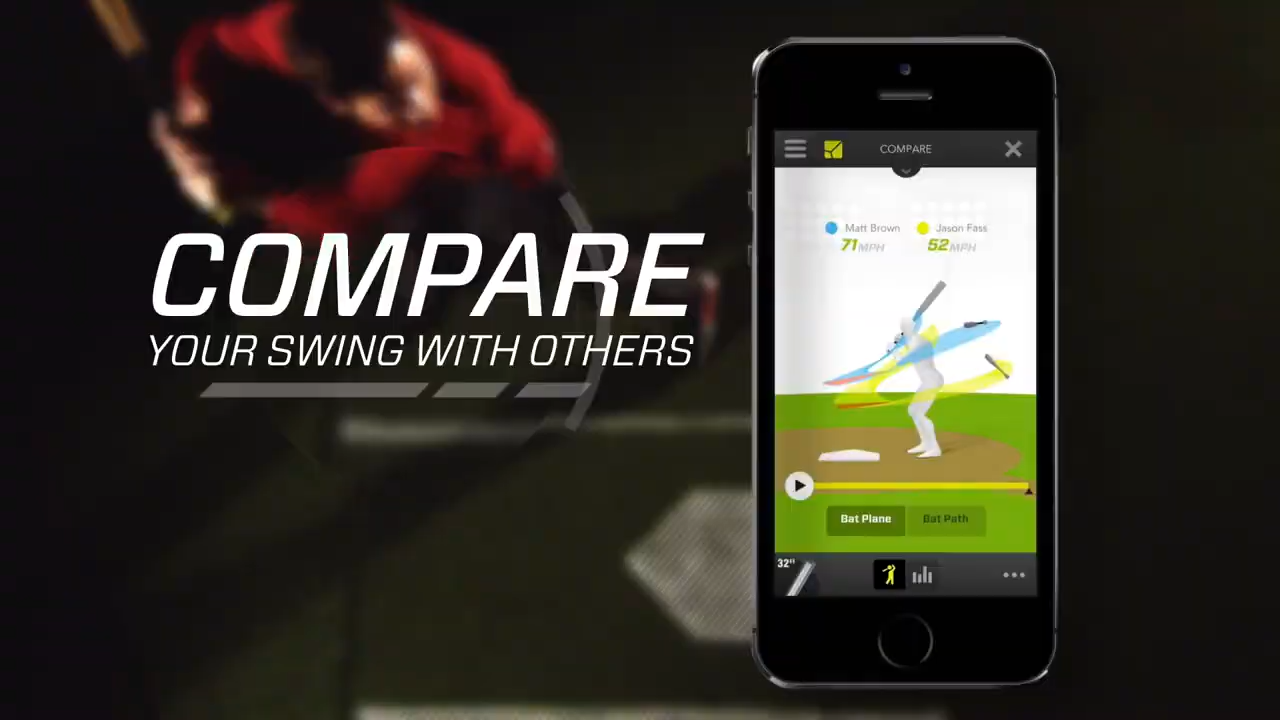 COMPARE
YOUR SWING WITH OTHERS
COMPARE
Matt Brown
71 MPH
Jason Fass
52 MPH
Bat Plane
Bat Path
32"